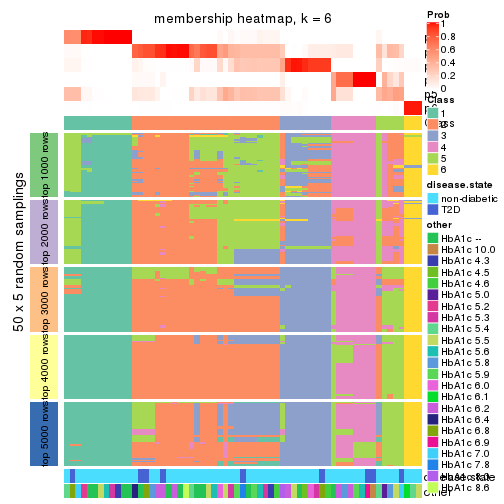 membership heatmap, k = 6
50 x 5 random samplings
top 1000 rows
top 2000 rows
top 3000 rows
top 4000 rows
top 5000 rows
Prob
1
0.8
0.6
0.4
0.2
0
Class
1
2
3
4
5
6
disease.state
non-diabetic
T2D
other
HbA1c --
HbA1c 10.0
HbA1c 4.3
HbA1c 4.5
HbA1c 4.6
HbA1c 5.0
HbA1c 5.2
HbA1c 5.3
HbA1c 5.4
HbA1c 5.5
HbA1c 5.6
HbA1c 5.8
HbA1c 5.9
HbA1c 6.0
HbA1c 6.1
HbA1c 6.2
HbA1c 6.4
HbA1c 6.8
HbA1c 6.9
HbA1c 7.0
HbA1c 7.8
HbA1c 8.6
disease.state
other